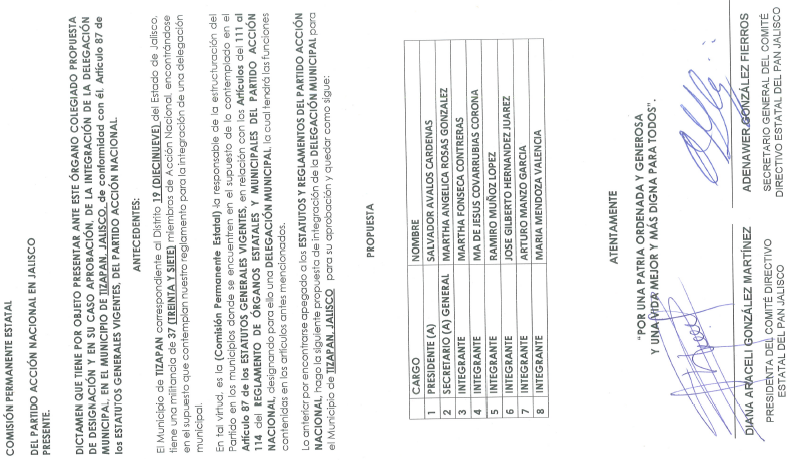 COMISIÓN PERMANENTE ESTATAL
DEL PARTIDO ACCIÓN NACIONAL EN JALISCO
PRESENTE.
DICTAMEN QUE TIENE POR OBJETO PRESENTAR ANTE ESTE ÓRGANO COLEGIADO PROPUESTA
DE DESIGNACIÓN Y EN SU CASO APROBACIÓN, DE LA INTEGRACIÓN DE LA DELEGACIÓN
MUNICIPAL, EN EL MUNICIPIO DE TIZAPAN, JALISCO, de conformidad con él. Artículo 87 de
los ESTATUTOS GENERALES VIGENTES, DEL PARTIDO ACCIÓN NACIONAL.
ANTECEDENTES:
El Municipio de TIZAPAN correspondiente al Distrito 19 (DIECINUEVE) del Estado de Jalisco,
tiene una militancia de 37 (TREINTA Y SIETE) miembros de Acción Nacional, encontrándose
en el supuesto que contemplan nuestro reglamento para la integración de una delegación
municipal.
En tal virtud, es la (Comisión Permanente Estatal) la responsable de la estructuración del
Partido en los municipios donde se encuentren en el supuesto de lo contemplado en el
Artículo 87 de los ESTATUTOS GENERALES VIGENTES, en relación con los Artículos del 111 al
114 del REGLAMENTO DE ÓRGANOS ESTATALES Y MUNICIPALES DEL PARTIDO ACCIÓN
NACIONAL, designando para ello una DELEGACIÓN MUNICIPAL, la cual tendrá las funciones
contenidas en los artículos antes mencionados.
Lo anterior por encontrarse apegado a los ESTATUTOS Y REGLAMENTOS DEL PARTIDO ACCIÓN
NACIONAL, hago la siguiente propuesta de integración de la DELEGACIÓN MUNICIPAL para
el Municipio de TIZAPAN, JALISCO para su aprobación y quedar como sigue:
PROPUESTA
CARGO NOMBRE
1 PRESIDENTE (A) SALVADOR AVALOS CARDENAS
2 SECRETARIO (A) GENERAL MARTHA ANGELICA ROSAS GONZALEZ
3 INTEGRANTE MARTHA FONSECA CONTRERAS
4 INTEGRANTE MA DE JESUS COVARRUBIAS CORONA
5 INTEGRANTE RAMIRO MUÑOZ LOPEZ
6 INTEGRANTE JOSE GILBERTO HERNANDEZ JUAREZ
7 INTEGRANTE ARTURO MANZO GARCIA
8 INTEGRANTE MARIA MENDOZA VALENCIA
ATENTAMENTE
"POR UNA PATRIA ORDENADA Y GENEROSA
Y UNA VIDA MEJOR Y MÁS DIGNA PARA TODOS".
DIANA ARACELI GONZÁLEZ MARTÍNEZ
PRESIDENTA DEL COMITÉ DIRECTIVO
ESTATAL DEL PAN JALISCO
ADENAWER GONZÁLEZ FIERROS
SECRETARIO GENERAL DEL COMITÉ
DIRECTIVO ESTATAL DEL PAN JALISCO